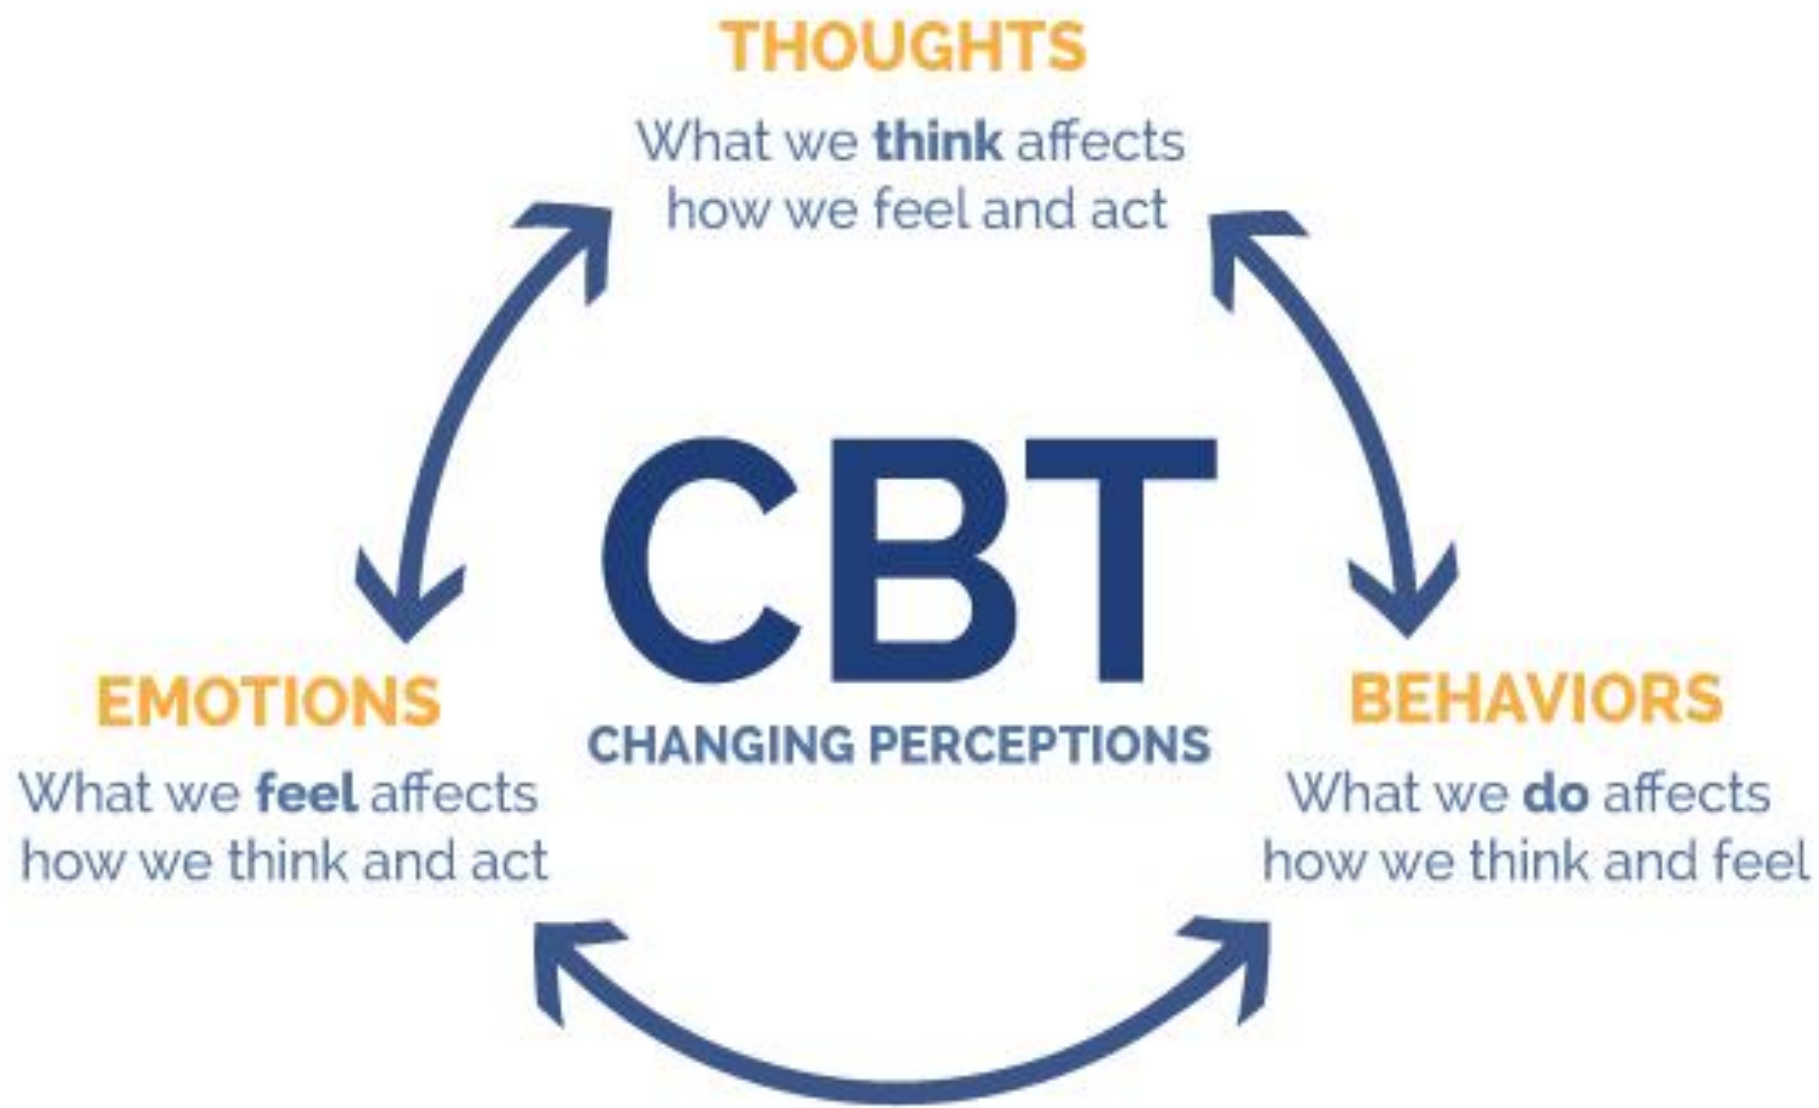 THOUGHTS
What we think affects
how we feel and act
CBT
CHANGING PERCEPTIONS
EMOTIONS
What we feel affects
how we think and act
BEHAVIORS
What we do affects
how we think and feel